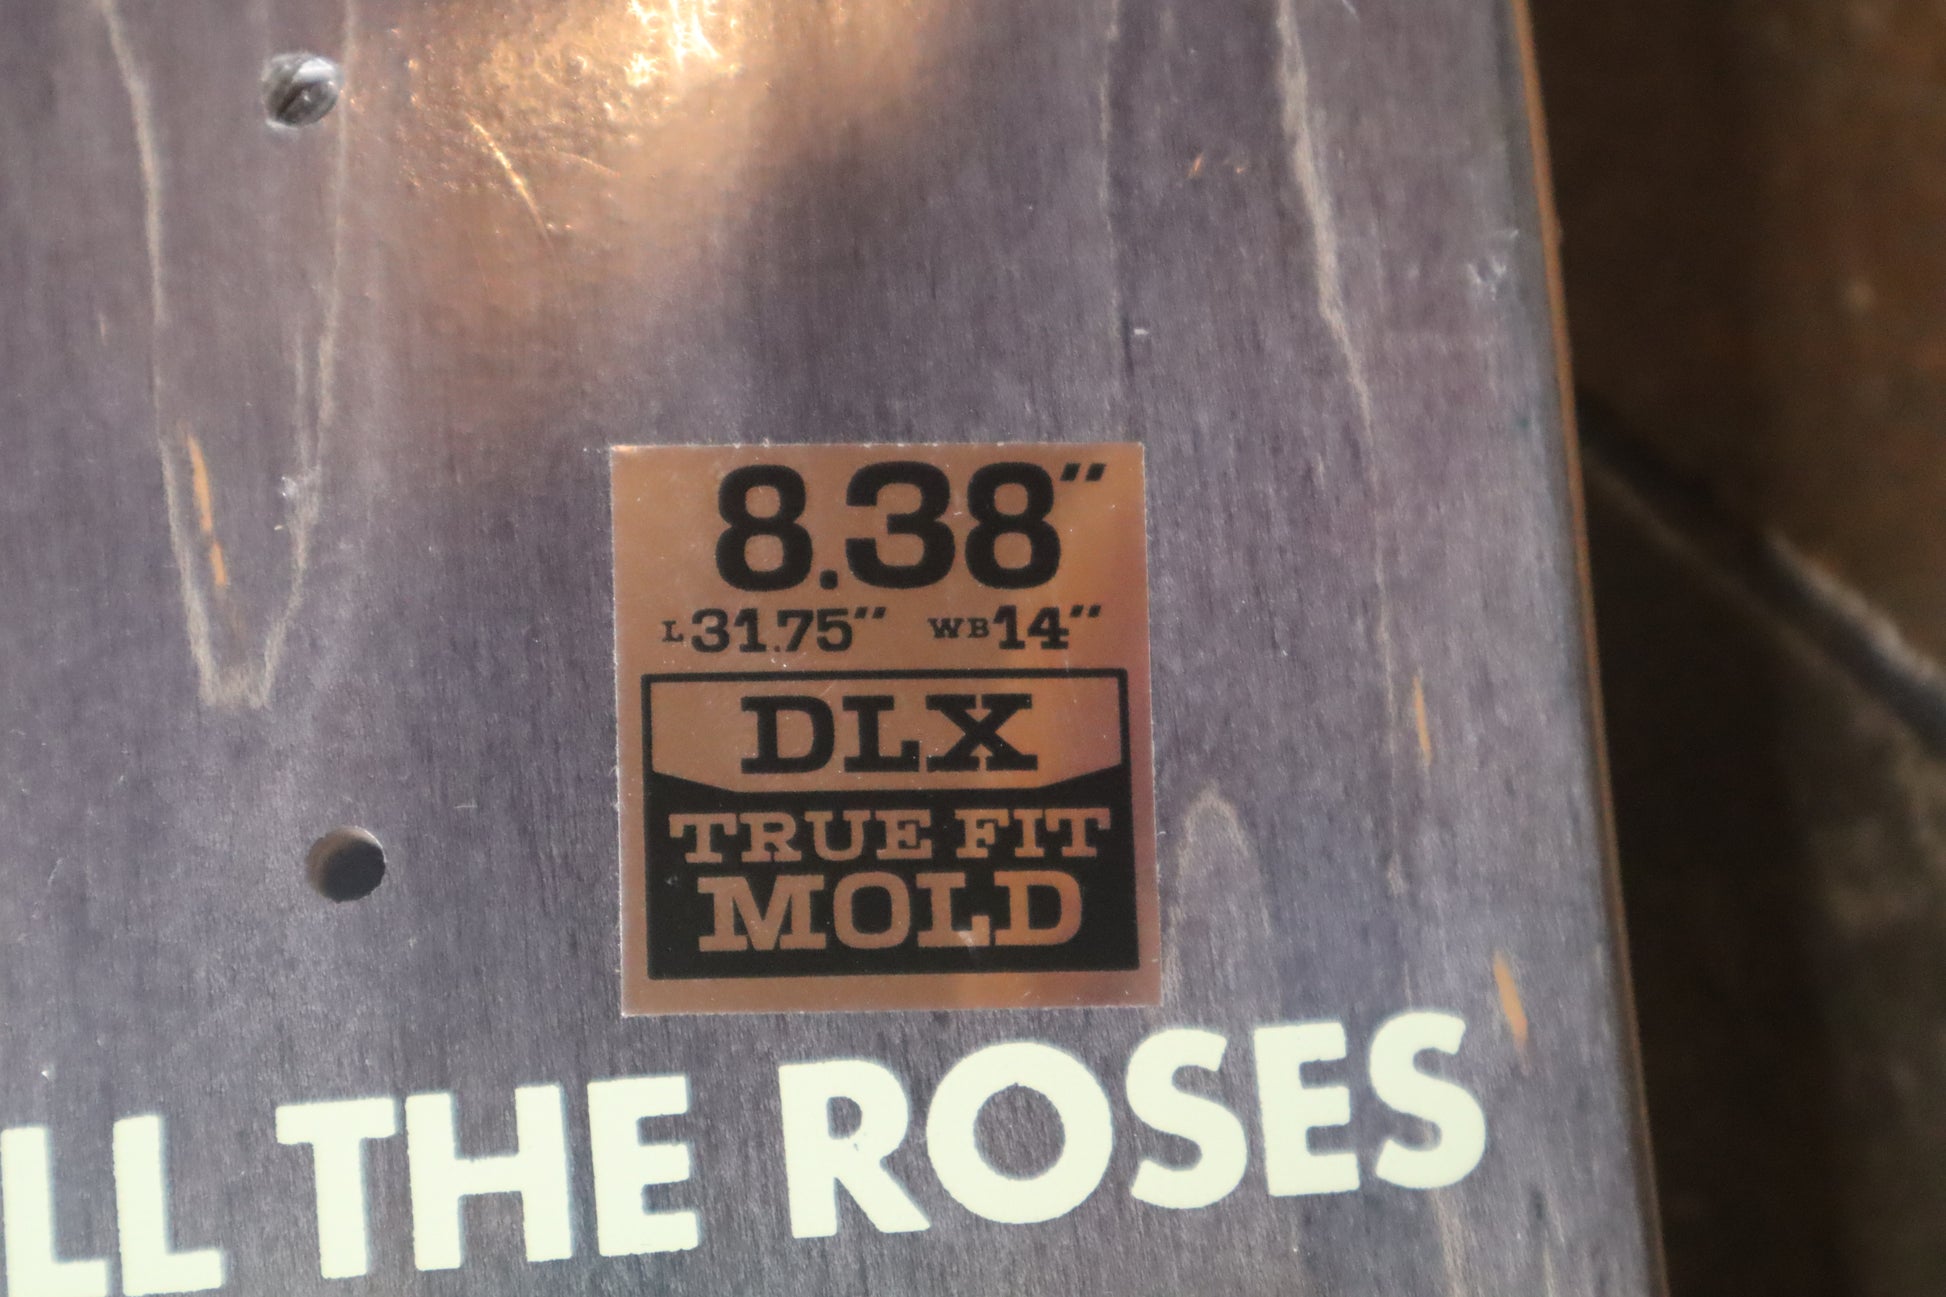 8.38"
L31.75" WB14"
DLX
TRUE FIT
MOLD
LL THE ROSES